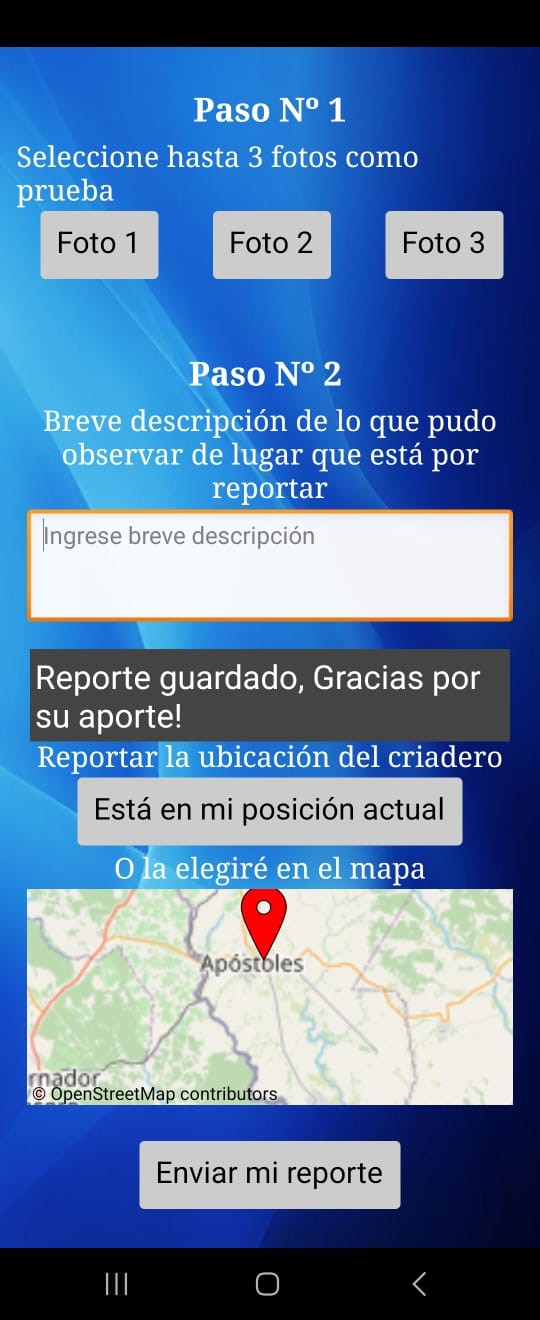 Paso Nº 1
Seleccione hasta 3 fotos como
prueba
Foto 1
Foto 2
Foto 3
Paso Nº 2
Breve descripción de lo que pudo
observar de lugar que está por
reportar
Ingrese breve descripción
Reporte guardado, Gracias por
su aporte!
Reportar la ubicación del criadero
Está en mi posición actual
O la elegiré en el mapa
Apóstoles
rnador
© OpenStreetMap contributors
Enviar mi reporte